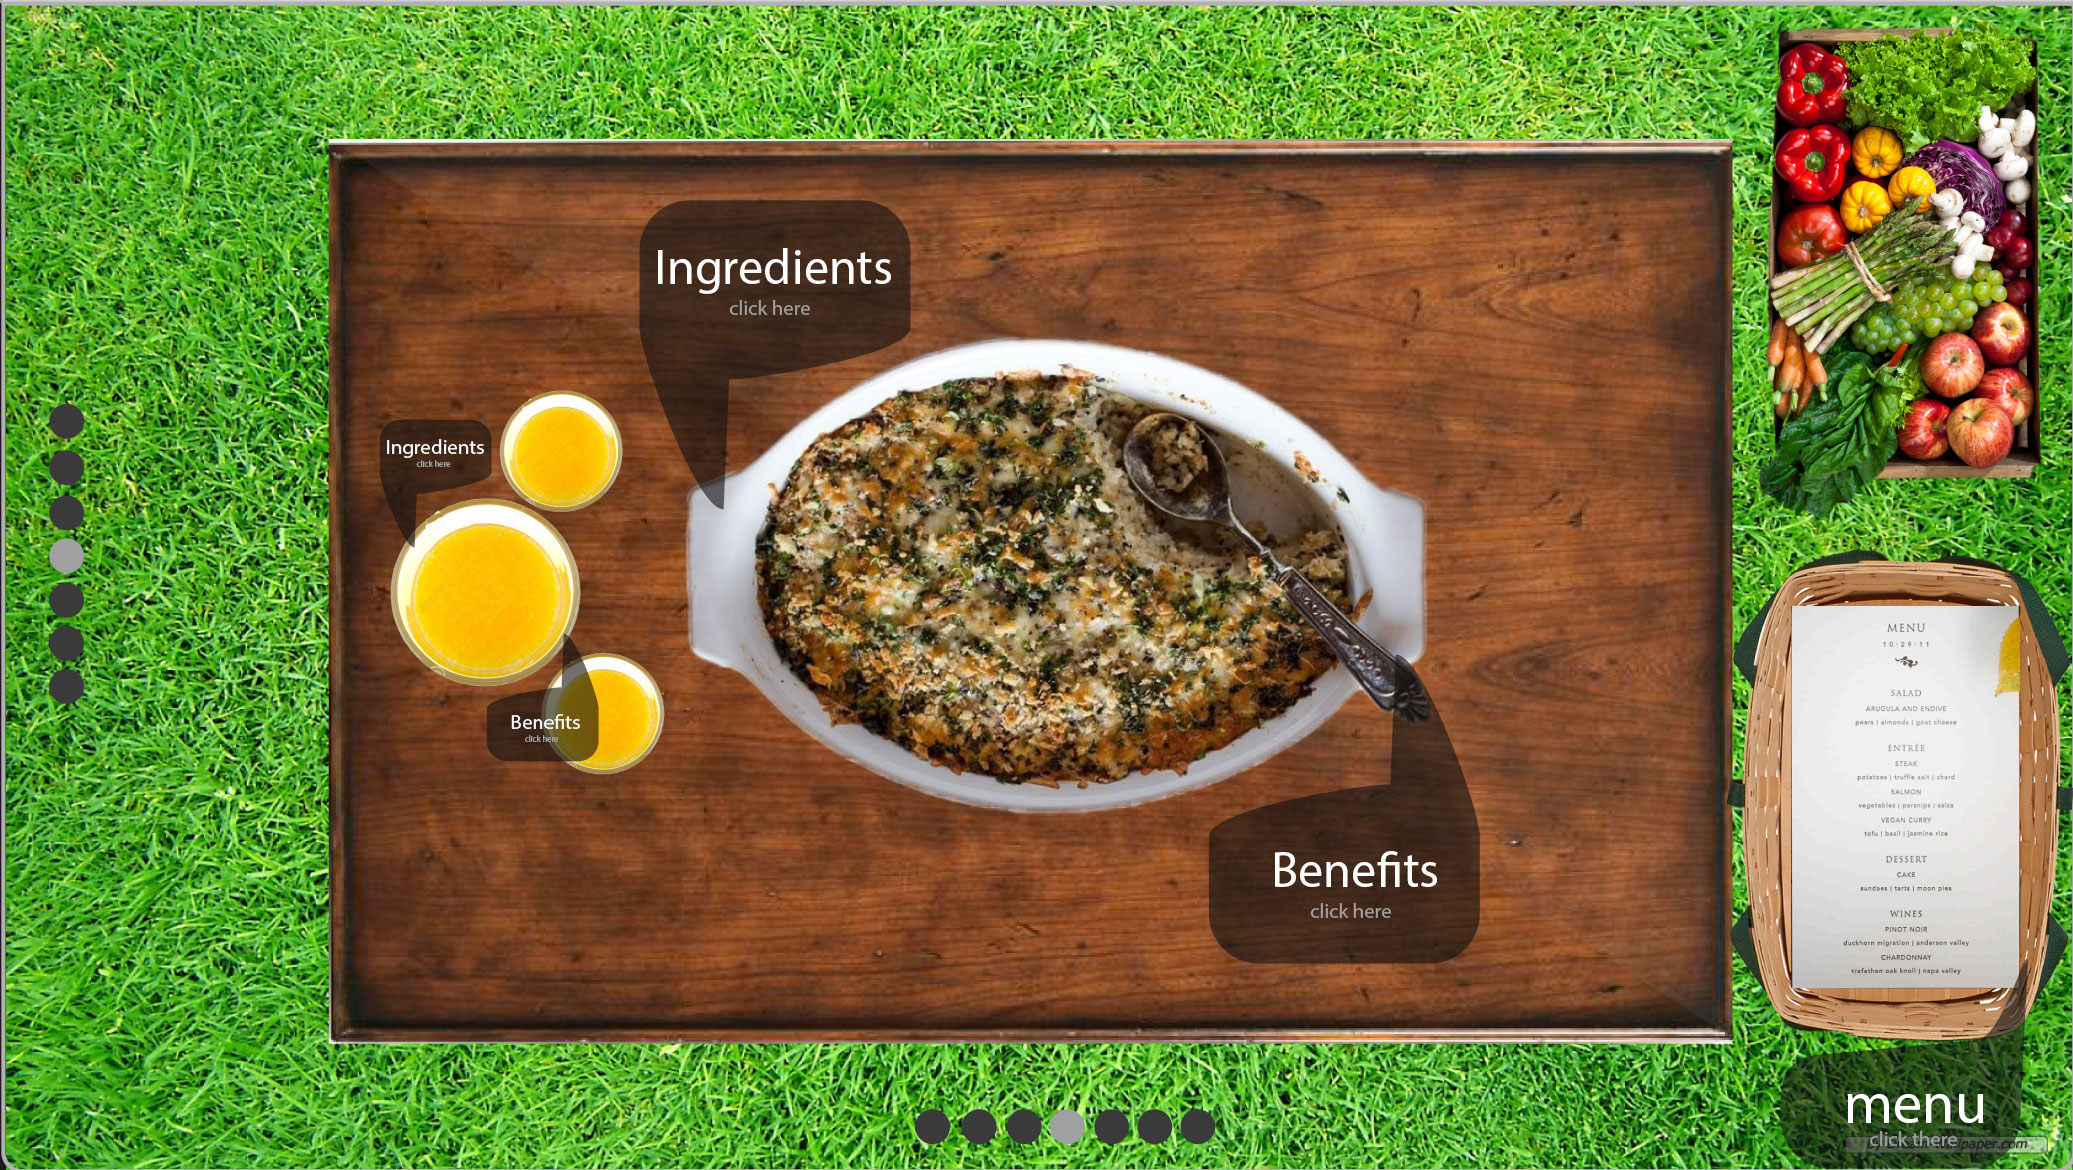 Ingredients
click here
Ingredients
click here
Benefits
click here
Benefits
click here
MENU
10·29·11
SALAD
ARUGULA AND ENDIVE
pears | almonds | goat cheese
ENTRÉE
STEAK
potatoes | truffle salt | chard
SALMON
vegetables | parsnips | salsa
VEGAN CURRY
tofu | basil | jasmine rice
DESSERT
CAKE
sundaes | tarts | moon pies
WINES
PINOT NOIR
duckhorn migration | anderson valley
CHARDONNAY
trefethen oak knoll | napa valley
menu
click there